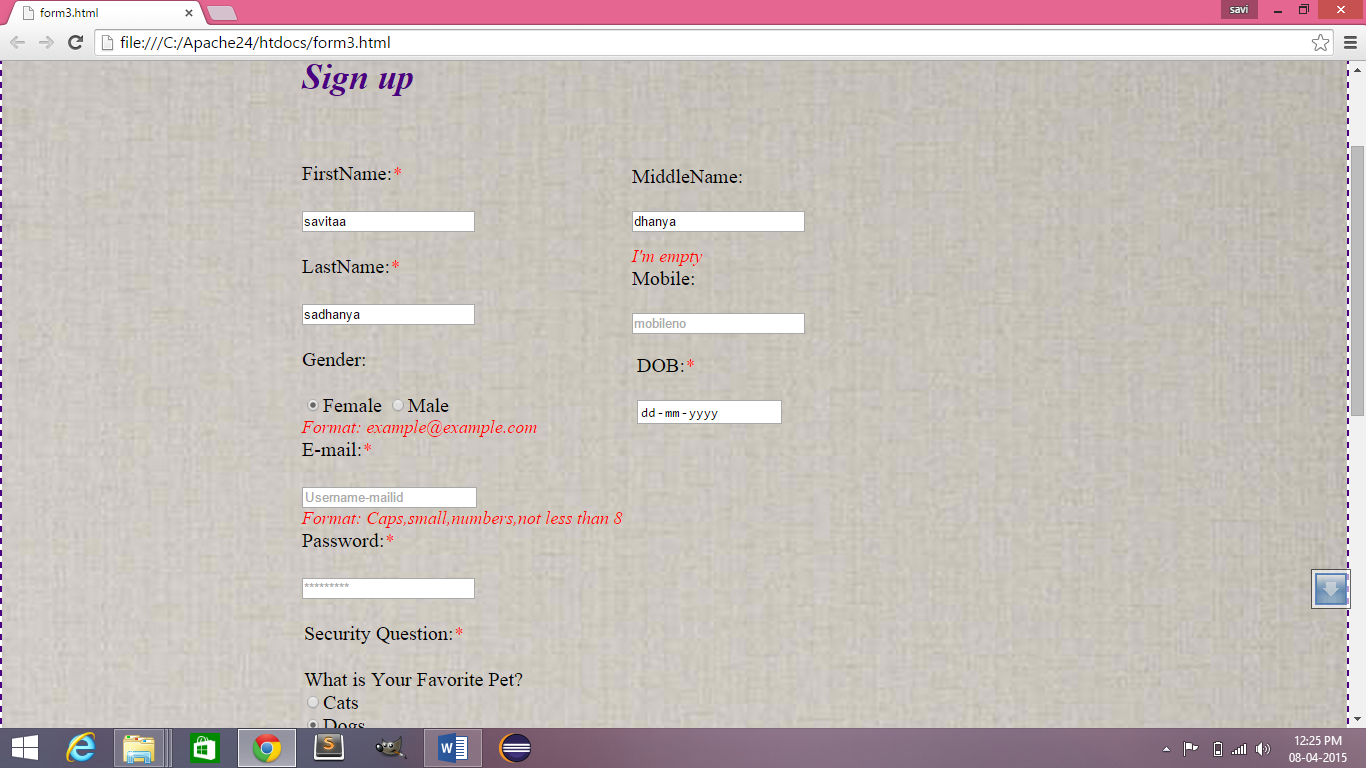 form3.html
savi
file:///C:/Apache24/htdocs/form3.html
Sign up
FirstName:*
MiddleName:
savitaa
dhanya
I'm empty
LastName:*
Mobile:
sadhanya
mobileno
Gender:
DOB:*
Female Male
dd-mm-yyyy
Format: example@example.com
E-mail:*
Username-mailid
Format: Caps,small,numbers,not less than 8
Password:*
*********
Security Question:*
What is Your Favorite Pet?
Cats
Dogs
12:25 PM
08-04-2015